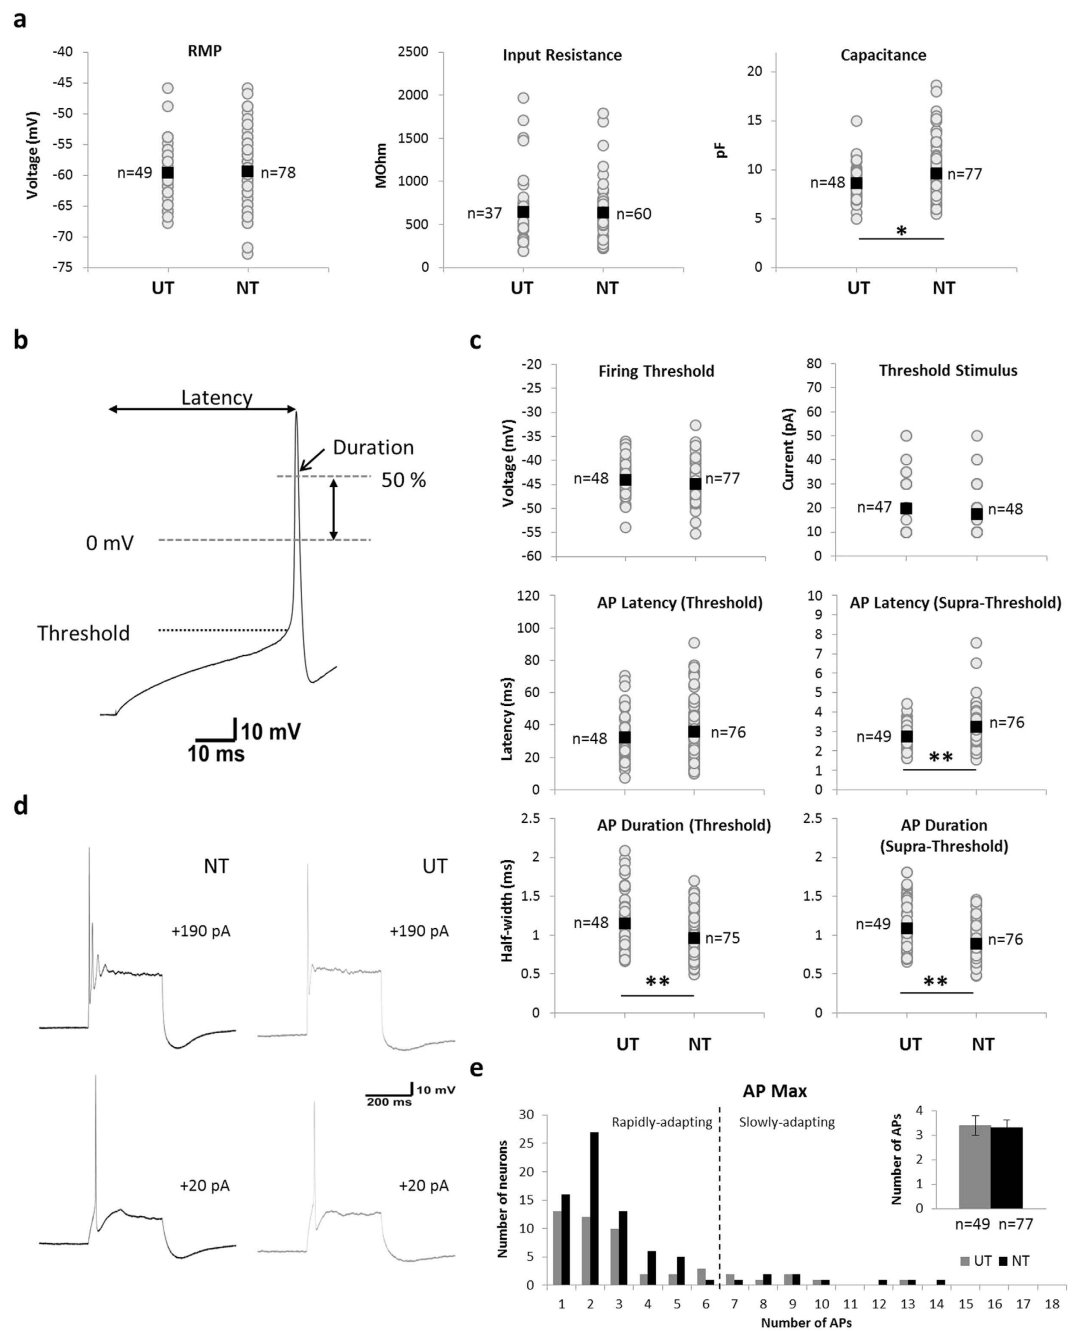 a
RMP
Voltage (mV)
-40
-45
-50
-55
-60
-65
-70
-75
n=49
n=78
UT
NT
Input Resistance
MOhm
2500
2000
1500
1000
500
0
n=37
n=60
UT
NT
Capacitance
pF
20
15
10
5
0
n=48
n=77
*
UT
NT
b
Latency
Duration
50 %
0 mV
Threshold
10 mV
10 ms
c
Firing Threshold
Voltage (mV)
-20
-25
-30
-35
-40
-45
-50
-55
-60
n=48
n=77
Threshold Stimulus
Current (pA)
80
70
60
50
40
30
20
10
0
n=47
n=48
AP Latency (Threshold)
Latency (ms)
120
100
80
60
40
20
0
n=48
n=76
AP Latency (Supra-Threshold)
10
9
8
7
6
5
4
3
2
1
0
n=49
n=76
**
AP Duration (Threshold)
Half-width (ms)
2.5
2
1.5
1
0.5
0
n=48
n=75
**
UT
NT
AP Duration
(Supra-Threshold)
2.5
2
1.5
1
0.5
0
n=49
n=76
**
UT
NT
d
NT
UT
+190 pA
+190 pA
10 mV
200 ms
+20 pA
+20 pA
e
AP Max
Rapidly-adapting
Slowly-adapting
Number of neurons
30
25
20
15
10
5
0
1 2 3 4 5 6 7 8 9 10 11 12 13 14 15 16 17 18
Number of APs
Number of APs
4
3
2
1
0
n=49 n=77
UT NT